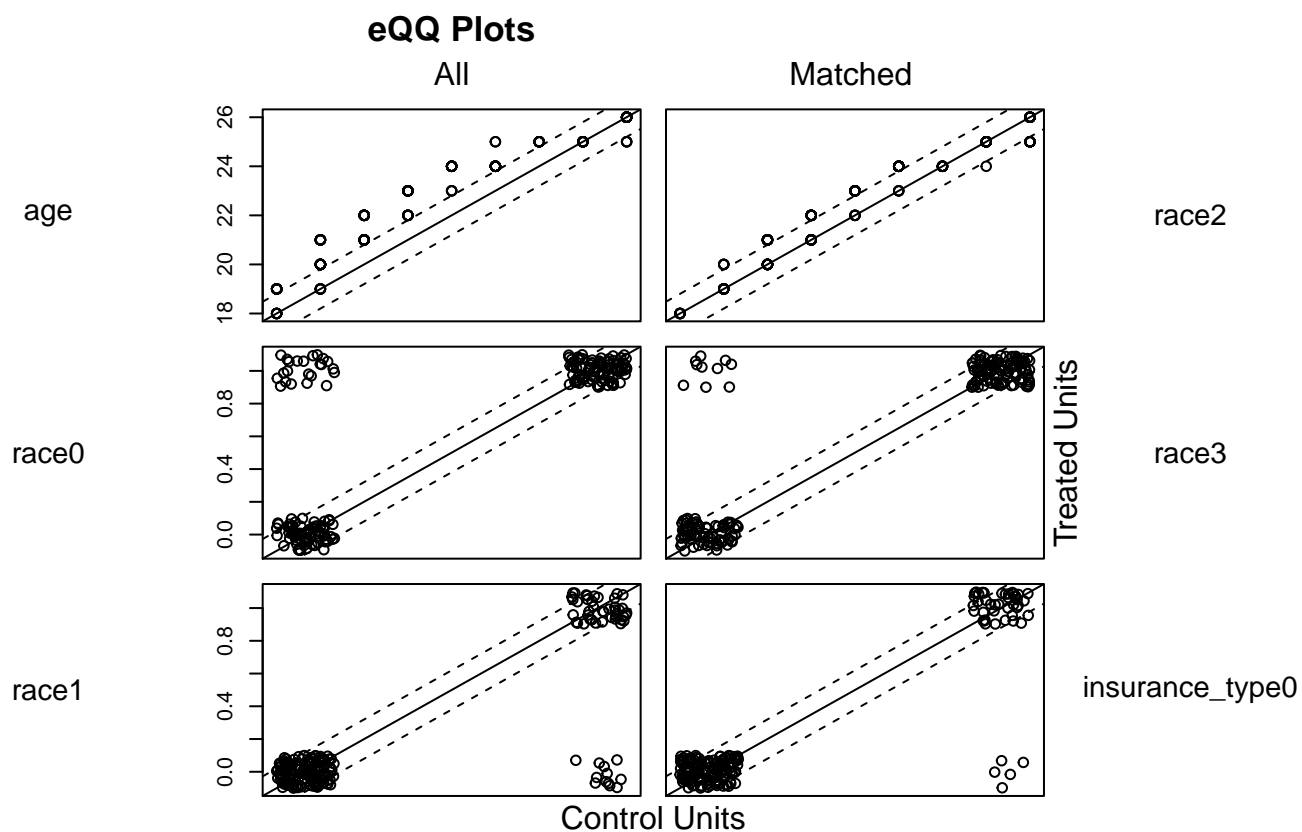 eQQ Plots
All
Matched
age
18
20
22
24
26
race2
race0
0.0
0.4
0.8
race3
Treated Units
race1
0.0
0.4
0.8
insurance_type0
Control Units